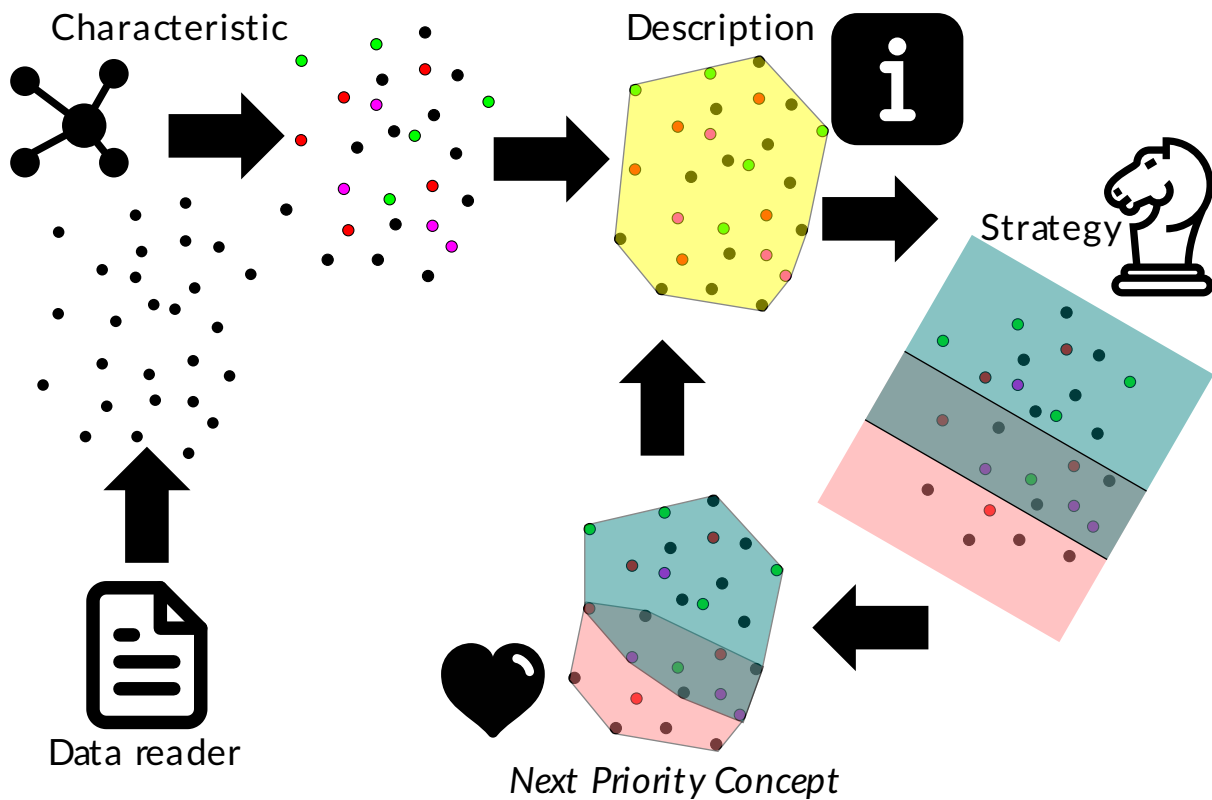 Characteristic
Description
Strategy
Data reader
Next Priority Concept